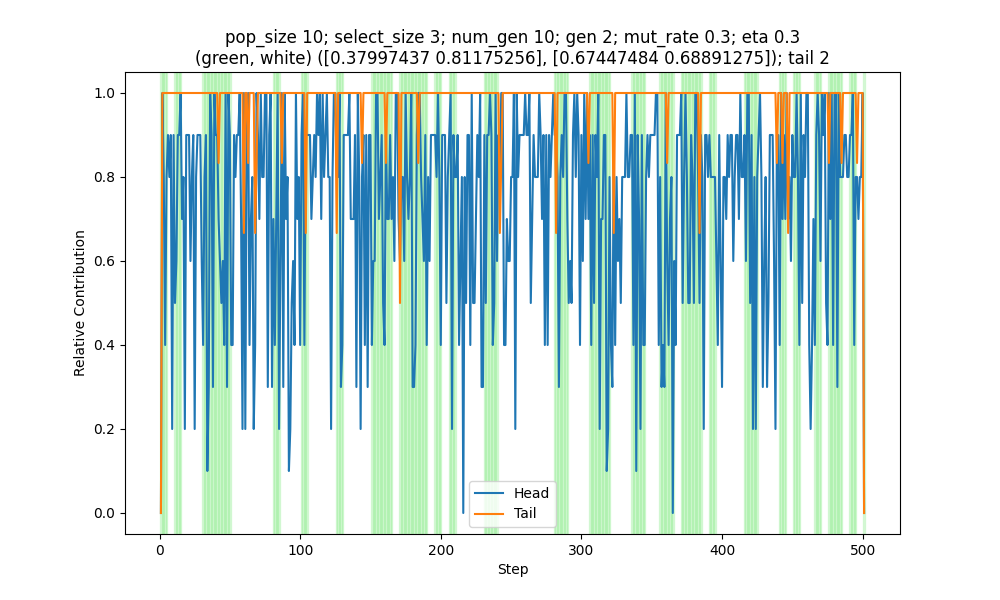 pop_size 10; select_size 3; num_gen 10; gen 2; mut_rate 0.3; eta 0.3
(green, white) ([0.37997437 0.81175256], [0.67447484 0.68891275]); tail 2
Relative Contribution
1.0
0.8
0.6
0.4
0.2
0.0
Head
Tail
0 100 200 300 400 500
Step